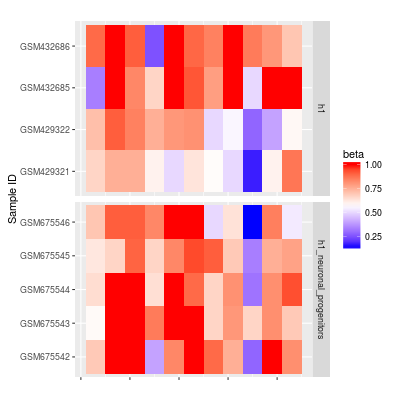 GSM432686
GSM432685
GSM429322
GSM429321
h1
GSM675546
GSM675545
GSM675544
GSM675543
GSM675542
h1_neuronal_progenitors
Sample ID
beta
1.00
0.75
0.50
0.25